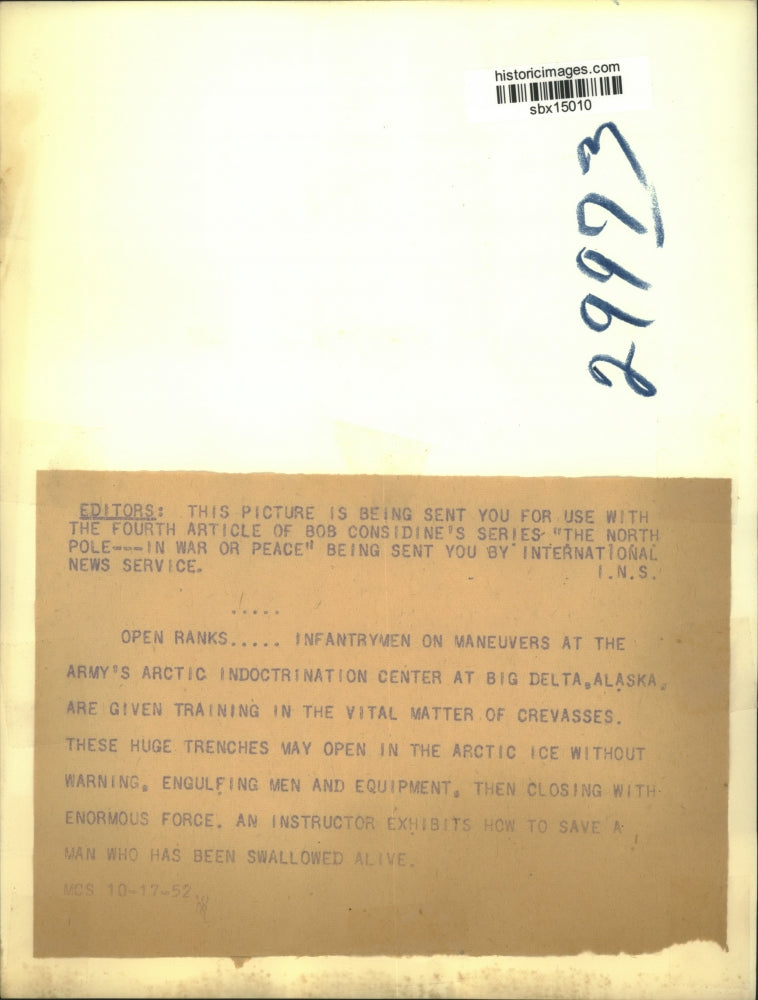 historicimages.com
sbx15010
29973
EDITORS: THIS PICTURE IS BEING SENT YOU FOR USE WITH
THE FOURTH ARTICLE OF BOB CONSIDINE'S SERIES "THE NORTH
POLE---IN WAR OR PEACE" BEING SENT YOU BY INTERNATIONAL
NEWS SERVICE. I.N.S.
.....
OPEN RANKS..... INFANTRYMEN ON MANEUVERS AT THE
ARMY'S ARCTIC INDOCTRINATION CENTER AT BIG DELTA,ALASKA,
ARE GIVEN TRAINING IN THE VITAL MATTER OF CREVASSES.
THESE HUGE TRENCHES MAY OPEN IN THE ARCTIC ICE WITHOUT
WARNING, ENGULFING MEN AND EQUIPMENT, THEN CLOSING WITH
ENORMOUS FORCE. AN INSTRUCTOR EXHIBITS HOW TO SAVE A
MAN WHO HAS BEEN SWALLOWED ALIVE.
MCS 10-17-52